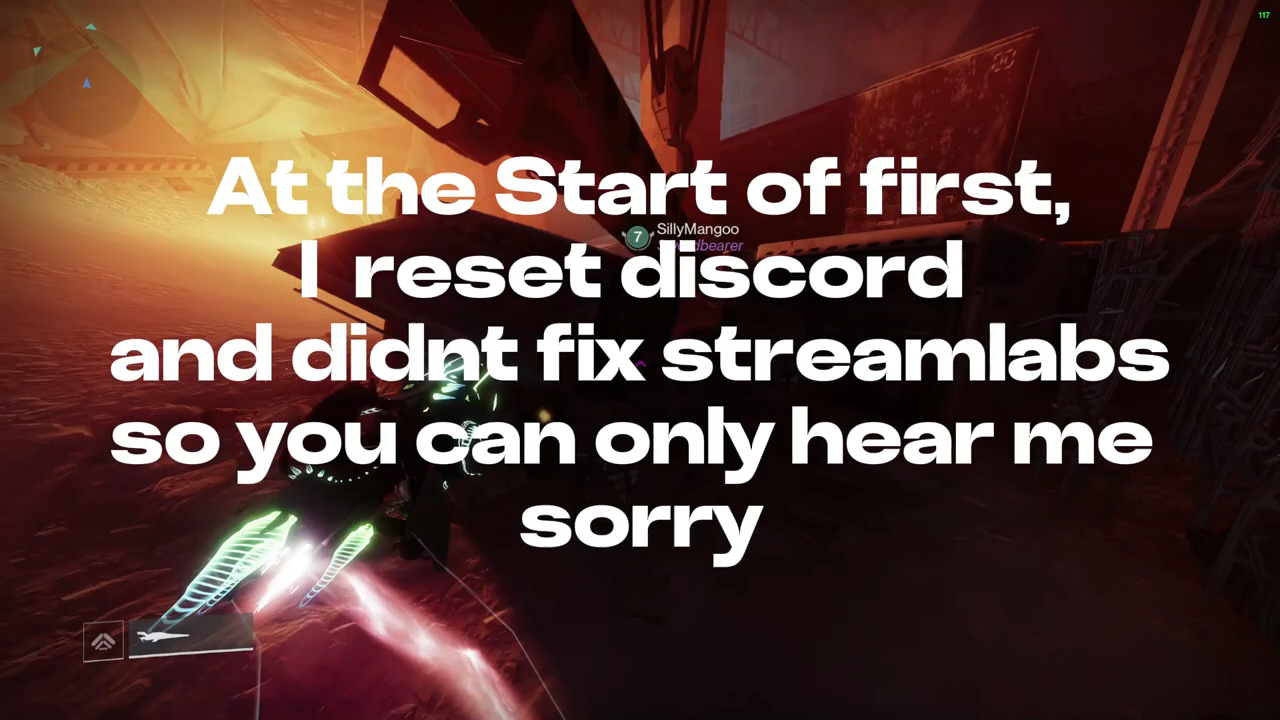 117
At the Start of first,
7 SillyMangoo
I reset discord
and didnt fix streamlabs
so you can only hear me
sorry